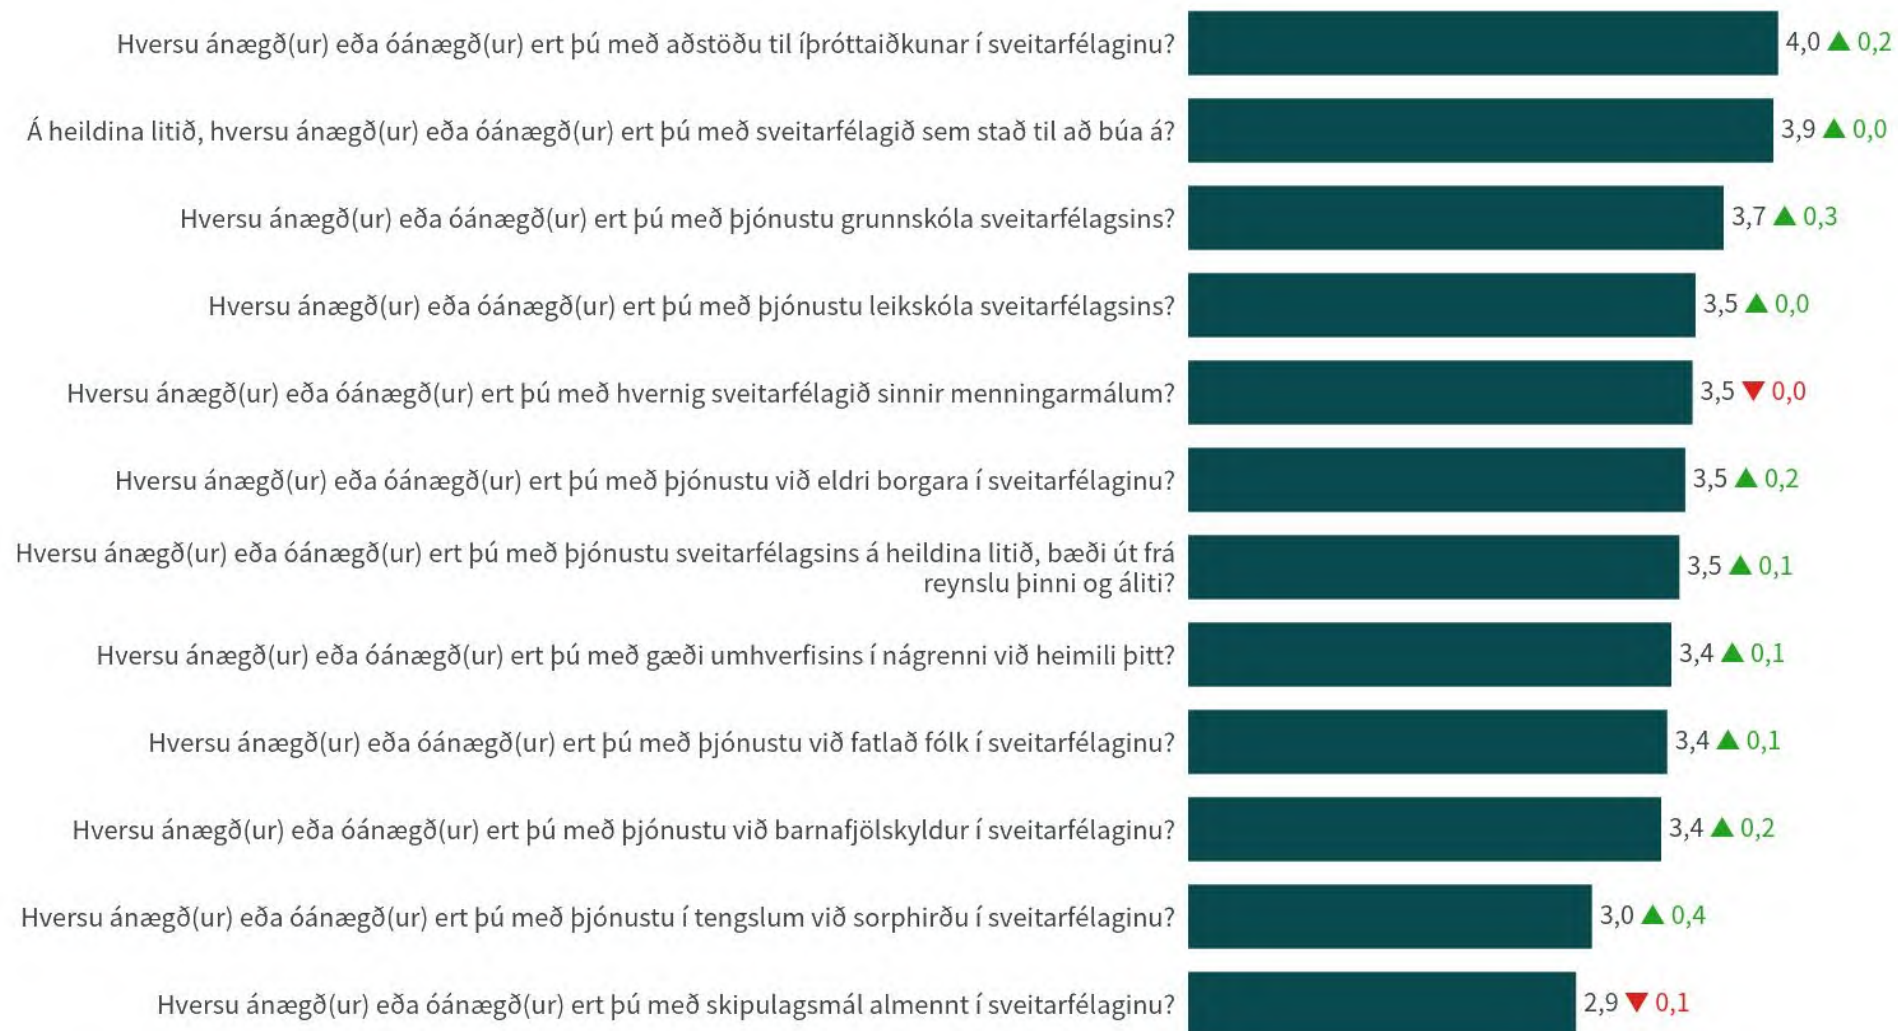 Hversu ánægð(ur) eða óánægð(ur) ert þú með aðstöðu til íþróttaiðkunar í sveitarfélaginu? 4,0 ▲ 0,2
Á heildina litið, hversu ánægð(ur) eða óánægð(ur) ert þú með sveitarfélagið sem stað til að búa á? 3,9 ▲ 0,0
Hversu ánægð(ur) eða óánægð(ur) ert þú með þjónustu grunnskóla sveitarfélagsins? 3,7 ▲ 0,3
Hversu ánægð(ur) eða óánægð(ur) ert þú með þjónustu leikskóla sveitarfélagsins? 3,5 ▲ 0,0
Hversu ánægð(ur) eða óánægð(ur) ert þú með hvernig sveitarfélagið sinnir menningarmálum? 3,5 ▼ 0,0
Hversu ánægð(ur) eða óánægð(ur) ert þú með þjónustu við eldri borgara í sveitarfélaginu? 3,5 ▲ 0,2
Hversu ánægð(ur) eða óánægð(ur) ert þú með þjónustu sveitarfélagsins á heildina litið, bæði út frá
reynslu þinni og áliti? 3,5 ▲ 0,1
Hversu ánægð(ur) eða óánægð(ur) ert þú með gæði umhverfisins í nágrenni við heimili þitt? 3,4 ▲ 0,1
Hversu ánægð(ur) eða óánægð(ur) ert þú með þjónustu við fatlað fólk í sveitarfélaginu? 3,4 ▲ 0,1
Hversu ánægð(ur) eða óánægð(ur) ert þú með þjónustu við barnafjölskyldur í sveitarfélaginu? 3,4 ▲ 0,2
Hversu ánægð(ur) eða óánægð(ur) ert þú með þjónustu í tengslum við sorphirðu í sveitarfélaginu? 3,0 ▲ 0,4
Hversu ánægð(ur) eða óánægð(ur) ert þú með skipulagsmál almennt í sveitarfélaginu? 2,9 ▼ 0,1